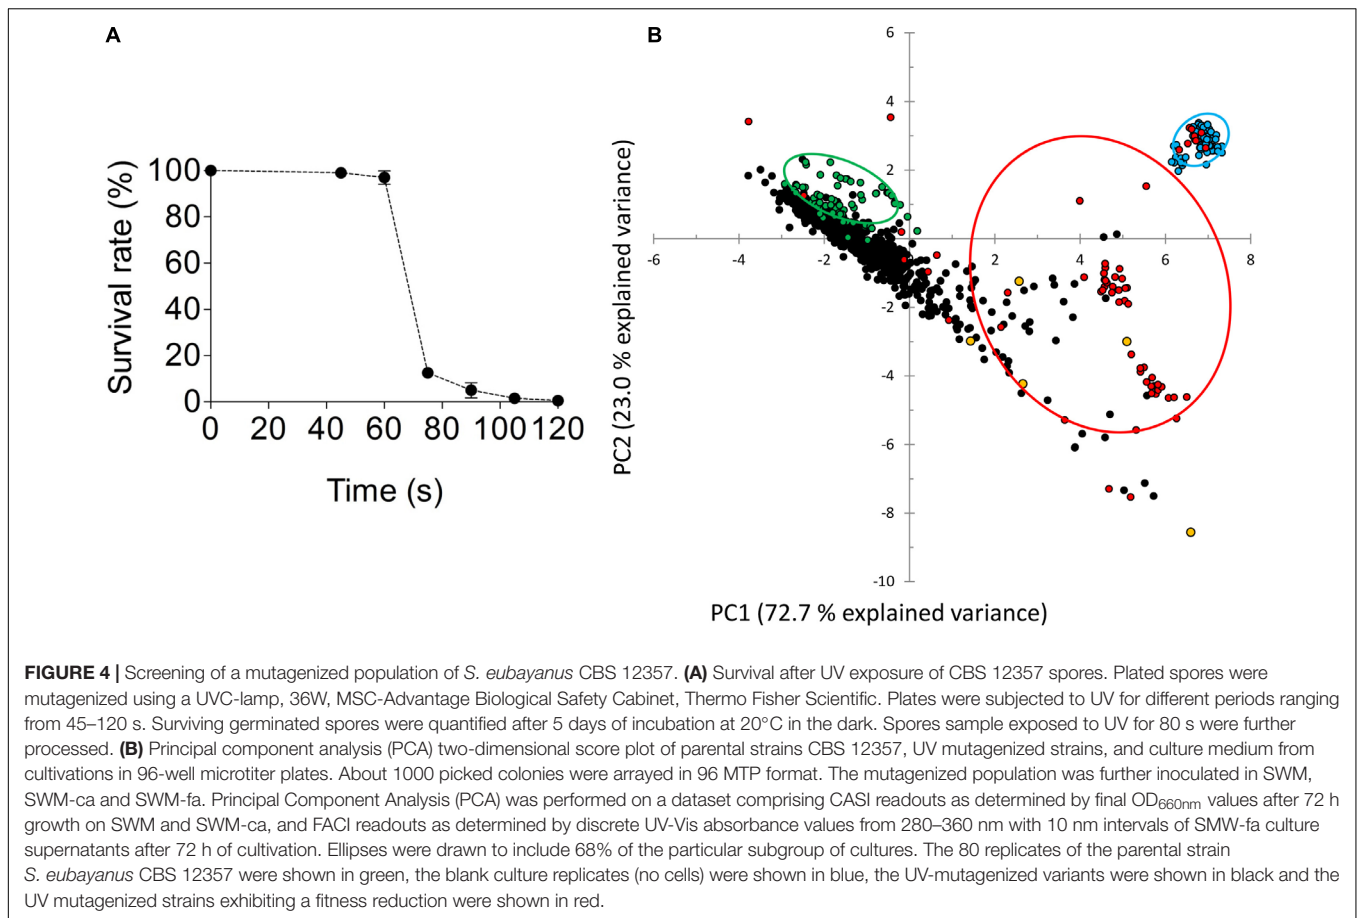 A
B
Survival rate (%)
100
80
60
40
20
0
0 20 40 60 80 100 120
Time (s)
PC2 (23.0 % explained variance)
6
4
2
-6 -4 -2 2 4 6 8
-2
-4
-6
-8
-10
PC1 (72.7 % explained variance)
FIGURE 4 | Screening of a mutagenized population of S. eubayanus CBS 12357. (A) Survival after UV exposure of CBS 12357 spores. Plated spores were
mutagenized using a UVC-lamp, 36W, MSC-Advantage Biological Safety Cabinet, Thermo Fisher Scientific. Plates were subjected to UV for different periods ranging
from 45–120 s. Surviving germinated spores were quantified after 5 days of incubation at 20°C in the dark. Spores sample exposed to UV for 80 s were further
processed. (B) Principal component analysis (PCA) two-dimensional score plot of parental strains CBS 12357, UV mutagenized strains, and culture medium from
cultivations in 96-well microtiter plates. About 1000 picked colonies were arrayed in 96 MTP format. The mutagenized population was further inoculated in SWM,
SWM-ca and SWM-fa. Principal Component Analysis (PCA) was performed on a dataset comprising CASI readouts as determined by final OD660nm values after 72 h
growth on SWM and SWM-ca, and FACI readouts as determined by discrete UV-Vis absorbance values from 280–360 nm with 10 nm intervals of SMW-fa culture
supernatants after 72 h of cultivation. Ellipses were drawn to include 68% of the particular subgroup of cultures. The 80 replicates of the parental strain
S. eubayanus CBS 12357 were shown in green, the blank culture replicates (no cells) were shown in blue, the UV-mutagenized variants were shown in black and the
UV mutagenized strains exhibiting a fitness reduction were shown in red.